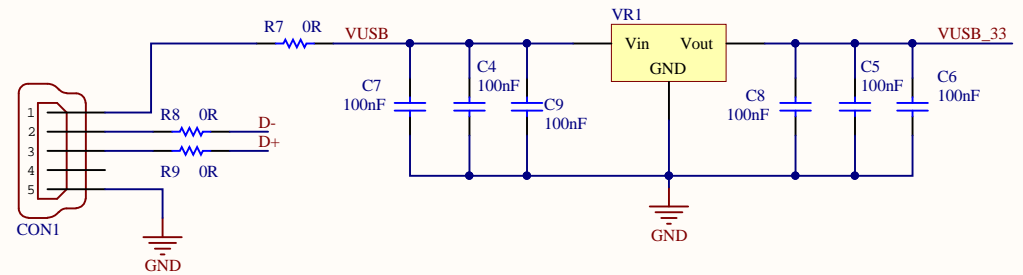 VR1
R7 0R
VUSB
Vin Vout
GND
VUSB_33
C7
100nF
C4
100nF
C9
100nF
C8
100nF
C5
100nF
C6
100nF
1
2
3
4
5
R8 0R
D-
D+
R9 0R
CON1
GND
GND